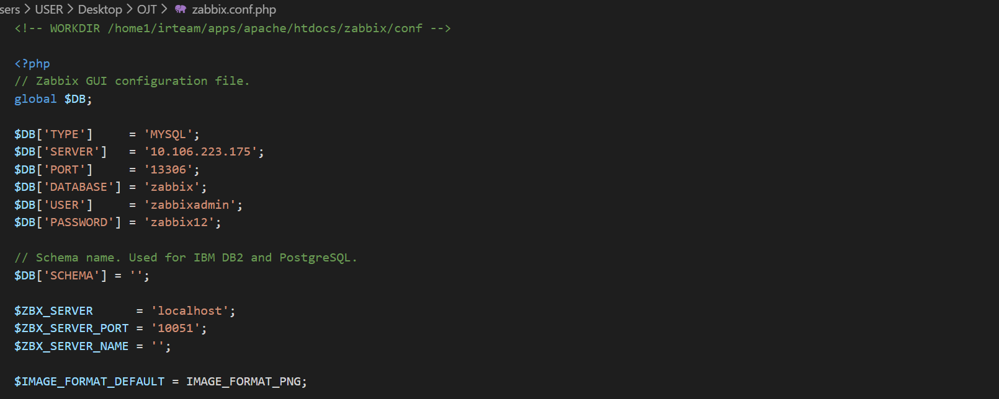 sers > USER > Desktop > OJT > zabbix.conf.php
<!-- WORKDIR /home1/irteam/apps/apache/htdocs/zabbix/conf -->
<?php
// Zabbix GUI configuration file.
global $DB;
$DB['TYPE']     = 'MYSQL';
$DB['SERVER']   = '10.106.223.175';
$DB['PORT']     = '13306';
$DB['DATABASE'] = 'zabbix';
$DB['USER']     = 'zabbixadmin';
$DB['PASSWORD'] = 'zabbix12';
// Schema name. Used for IBM DB2 and PostgreSQL.
$DB['SCHEMA'] = '';
$ZBX_SERVER      = 'localhost';
$ZBX_SERVER_PORT = '10051';
$ZBX_SERVER_NAME = '';
$IMAGE_FORMAT_DEFAULT = IMAGE_FORMAT_PNG;